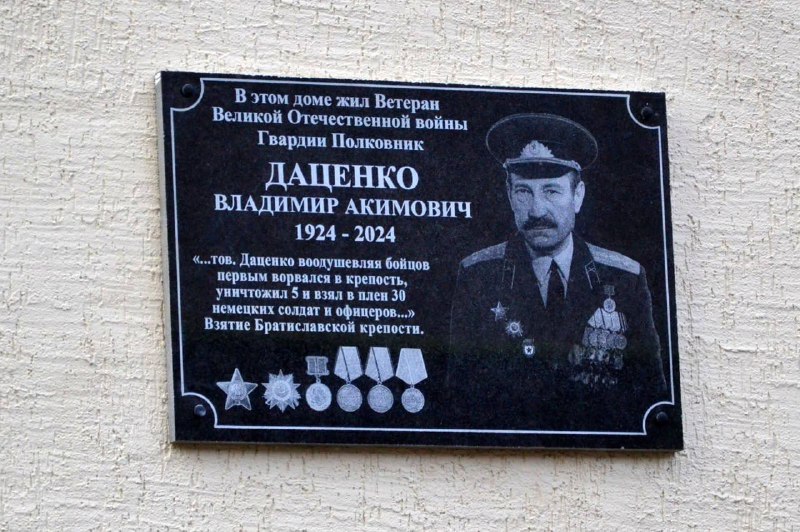 В этом доме жил Ветеран
Великой Отечественной войны
Гвардии Полковник
ДАЦЕНКО
ВЛАДИМИР АКИМОВИЧ
1924 - 2024
«...тов. Даценко воодушевляя бойцов
первым ворвался в крепость,
уничтожил 5 и взял в плен 30
немецких солдат и офицеров...»
Взятие Братиславской крепости.